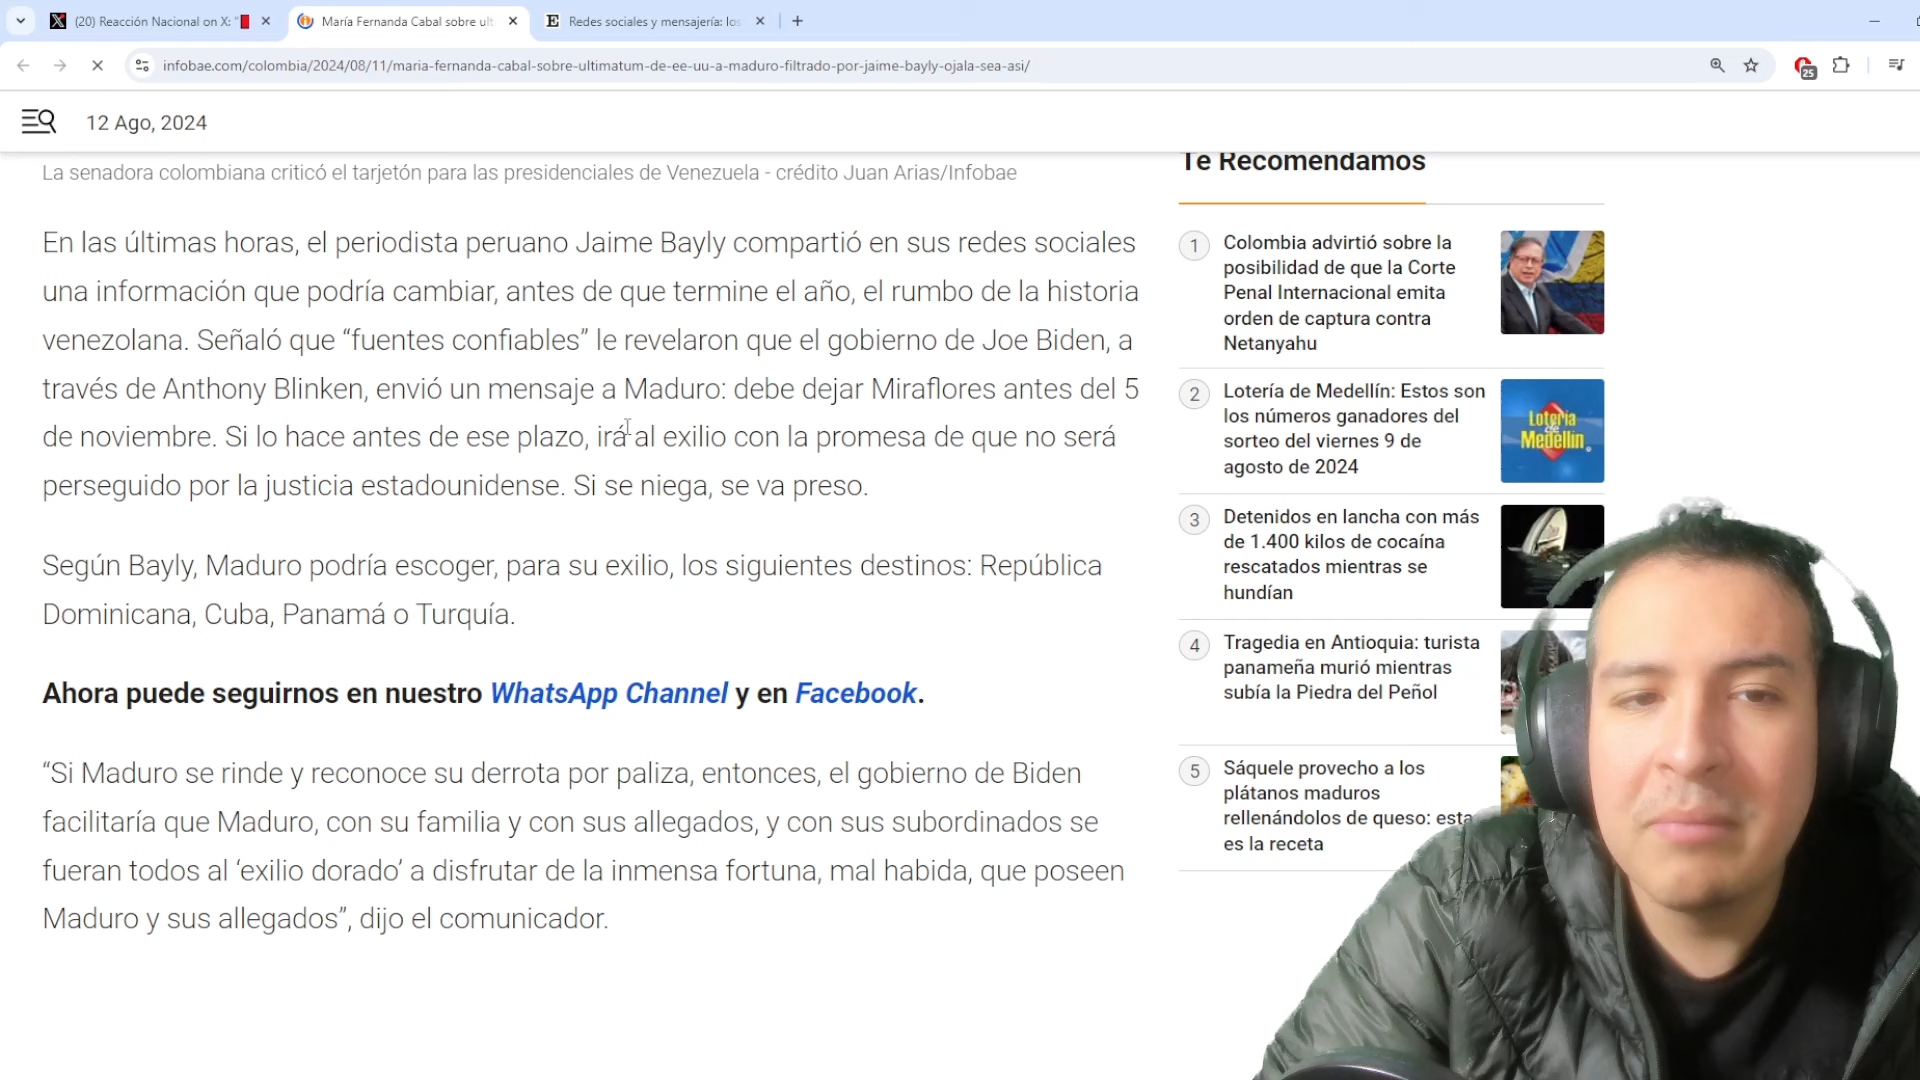 (20) Reacción Nacional on X: "
María Fernanda Cabal sobre ult
E Redes sociales y mensajería: los
infobae.com/colombia/2024/08/11/maria-fernanda-cabal-sobre-ultimatum-de-ee-uu-a-maduro-filtrado-por-jaime-bayly-ojala-sea-asi/
25
12 Ago, 2024
La senadora colombiana criticó el tarjetón para las presidenciales de Venezuela - crédito Juan Arias/Infobae
En las últimas horas, el periodista peruano Jaime Bayly compartió en sus redes sociales
una información que podría cambiar, antes de que termine el año, el rumbo de la historia
venezolana. Señaló que “fuentes confiables” le revelaron que el gobierno de Joe Biden, a
través de Anthony Blinken, envió un mensaje a Maduro: debe dejar Miraflores antes del 5
de noviembre. Si lo hace antes de ese plazo, irá al exilio con la promesa de que no será
perseguido por la justicia estadounidense. Si se niega, se va preso.
Según Bayly, Maduro podría escoger, para su exilio, los siguientes destinos: República
Dominicana, Cuba, Panamá o Turquía.
Ahora puede seguirnos en nuestro WhatsApp Channel y en Facebook.
“Si Maduro se rinde y reconoce su derrota por paliza, entonces, el gobierno de Biden
facilitaría que Maduro, con su familia y con sus allegados, y con sus subordinados se
fueran todos al ‘exilio dorado’ a disfrutar de la inmensa fortuna, mal habida, que poseen
Maduro y sus allegados”, dijo el comunicador.
Te Recomendamos
1
Colombia advirtió sobre la
posibilidad de que la Corte
Penal Internacional emita
orden de captura contra
Netanyahu
2
Lotería de Medellín: Estos son
los números ganadores del
sorteo del viernes 9 de
agosto de 2024
Lotería
de
Medellín
3
Detenidos en lancha con más
de 1.400 kilos de cocaína
rescatados mientras se
hundían
4
Tragedia en Antioquia: turista
panameña murió mientras
subía la Piedra del Peñol
5
Sáquele provecho a los
plátanos maduros
rellenándolos de queso: esta
es la receta